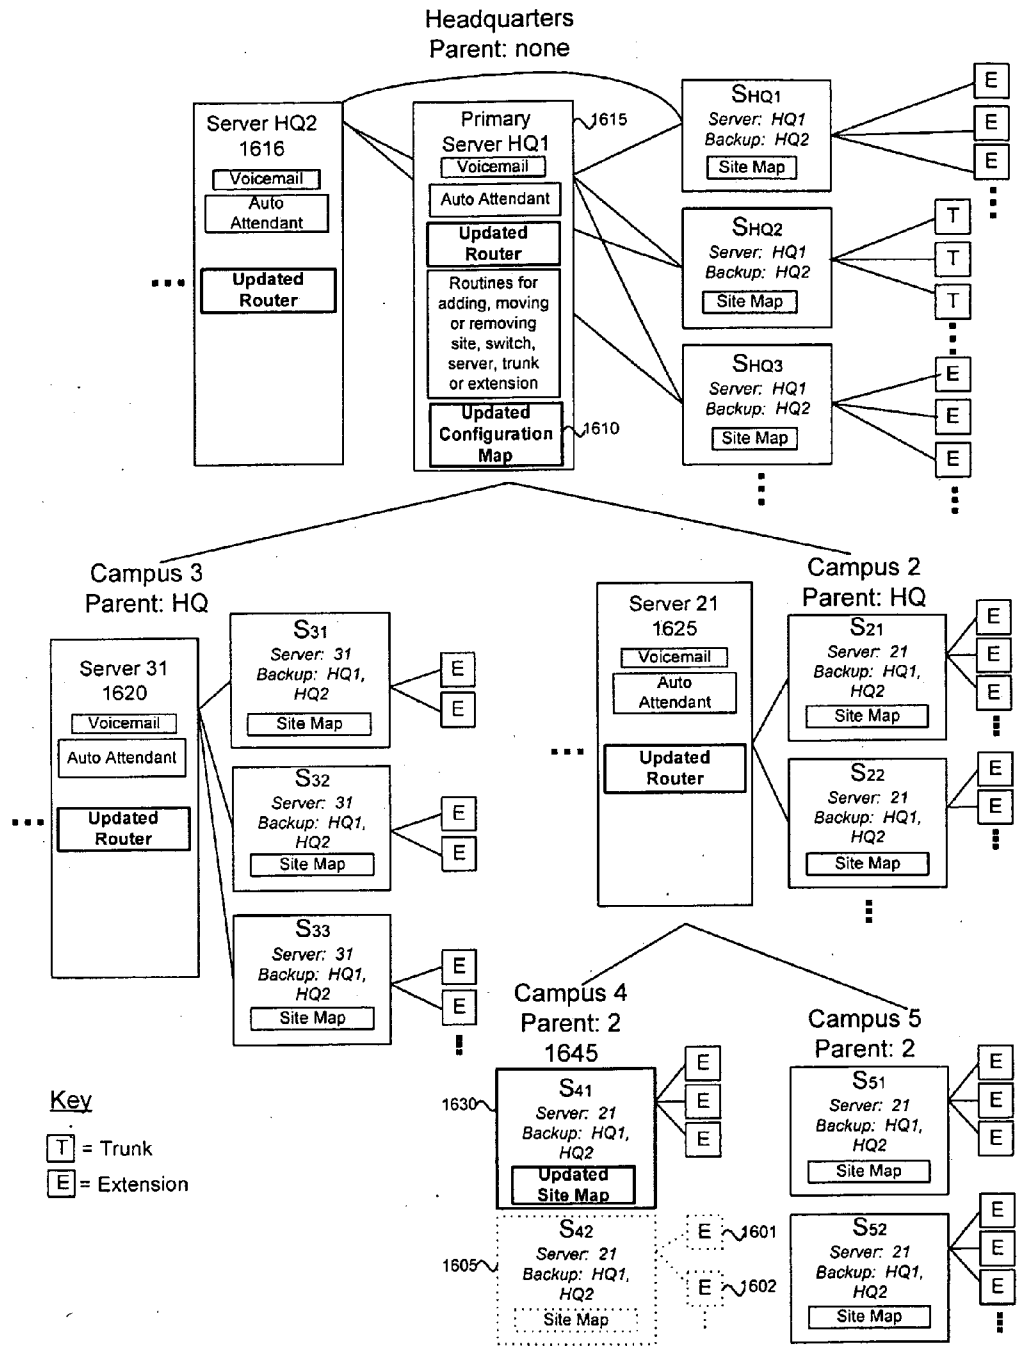 Headquarters
Parent: none
Server HQ2
1616
Voicemail
Auto
Attendant
Updated
Router
Primary
Server HQ1
1615
Voicemail
Auto Attendant
Updated
Router
Routines for
adding, moving
or removing
site, switch,
server, trunk
or extension
Updated
Configuration
Map
1610
SHQ1
Server: HQ1
Backup: HQ2
Site Map
E
E
E
SHQ2
Server: HQ1
Backup: HQ2
Site Map
T
T
T
SHQ3
Server: HQ1
Backup: HQ2
Site Map
E
E
E
Campus 3
Parent: HQ
Server 31
1620
Voicemail
Auto Attendant
Updated
Router
S31
Server: 31
Backup: HQ1,
HQ2
Site Map
E
E
S32
Server: 31
Backup: HQ1,
HQ2
Site Map
E
E
S33
Server: 31
Backup: HQ1,
HQ2
Site Map
E
E
Campus 2
Parent: HQ
Server 21
1625
Voicemail
Auto
Attendant
Updated
Router
S21
Server: 21
Backup: HQ1,
HQ2
Site Map
E
E
E
S22
Server: 21
Backup: HQ1,
HQ2
Site Map
E
E
Campus 4
Parent: 2
1645
1630
S41
Server: 21
Backup: HQ1,
HQ2
Updated
Site Map
E
E
E
1605
S42
Server: 21
Backup: HQ1,
HQ2
Site Map
E
1601
E
1602
Campus 5
Parent: 2
S51
Server: 21
Backup: HQ1,
HQ2
Site Map
E
E
E
S52
Server: 21
Backup: HQ1,
HQ2
Site Map
E
E
E
Key
T = Trunk
E = Extension